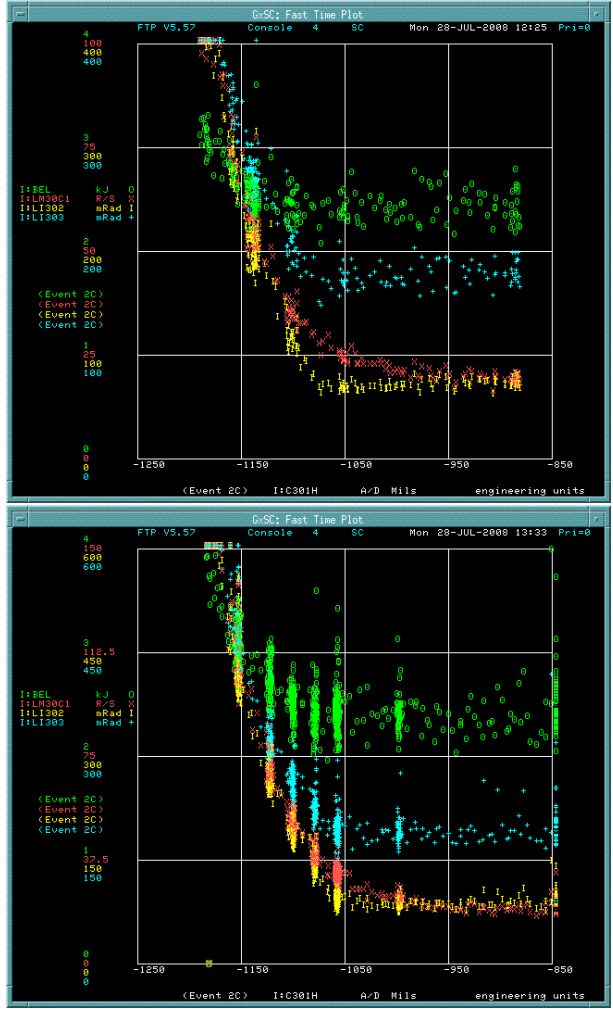 GxSC: Fast Time Plot
FTP V5.57 Console 4 SC Mon 28-JUL-2008 12:25 Pri=0
4
100
400
400
3
75
300
300
I:BEL kJ O
I:LM30C1 R/S X
I:LI302 mRad I
I:LI303 mRad +
2
50
200
200
(Event 2C)
(Event 2C)
(Event 2C)
(Event 2C)
1
25
100
100
0
0
0
0
-1250 -1150 -1050 -950 -850
(Event 2C) I:C301H A/D Mils engineering units
GxSC: Fast Time Plot
FTP V5.57 Console 4 SC Mon 28-JUL-2008 13:33 Pri=0
4
150
600
600
3
112.5
450
450
I:BEL kJ O
I:LM30C1 R/S X
I:LI302 mRad I
I:LI303 mRad +
2
75
300
300
(Event 2C)
(Event 2C)
(Event 2C)
(Event 2C)
1
37.5
150
150
0
0
0
0
-1250 -1150 -1050 -950 -850
(Event 2C) I:C301H A/D Mils engineering units